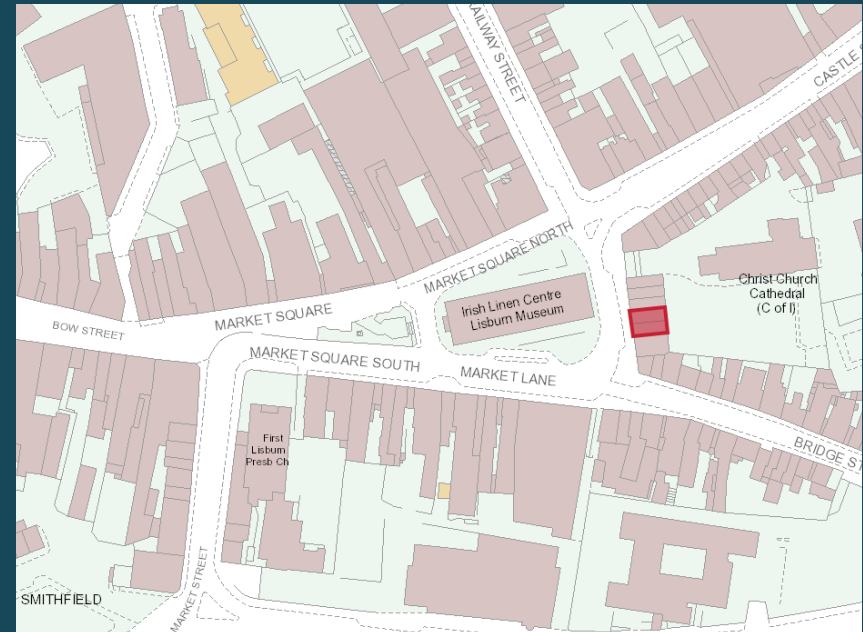 RAILWAY STREET
CASTLE
MARKET SQUARE NORTH
Christ Church
Cathedral
(C of I)
Irish Linen Centre
Lisburn Museum
MARKET SQUARE
BOW STREET
MARKET SQUARE SOUTH
MARKET LANE
First
Lisburn
Presb Ch
BRIDGE ST
MARKET STREET
SMITHFIELD